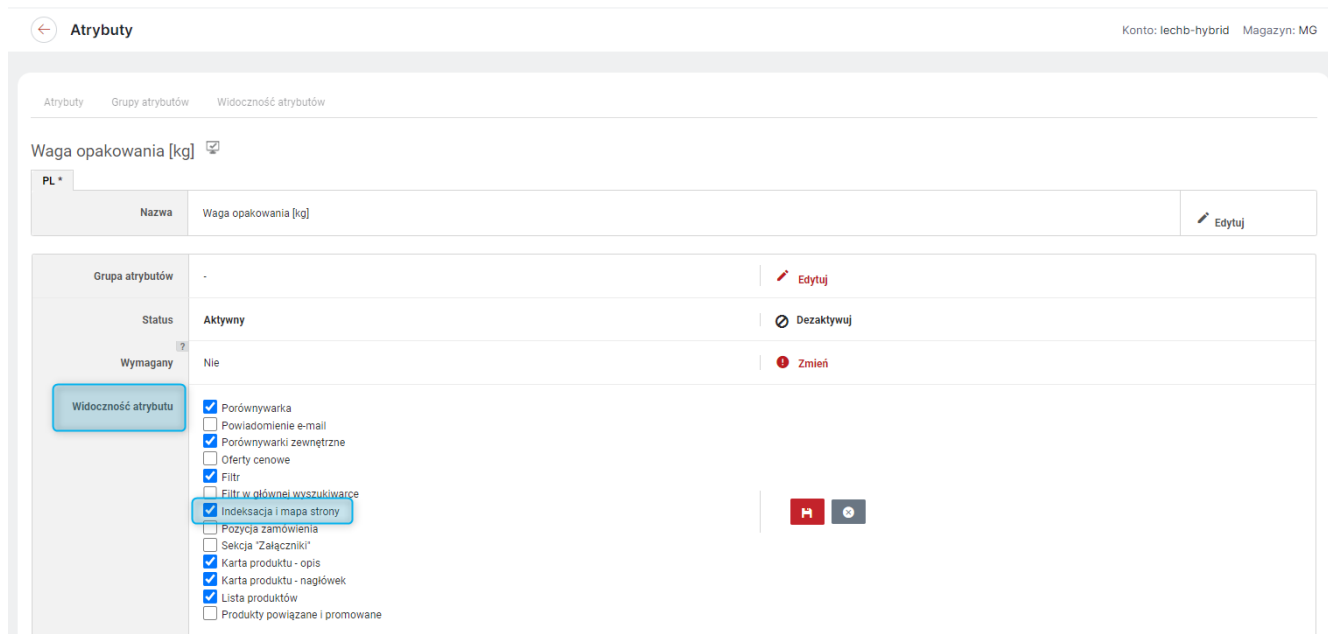 Atrybuty
Konto: lechb-hybrid Magazyn: MG
Atrybuty Grupy atrybutów Widoczność atrybutów
Waga opakowania [kg]
PL *
Nazwa Waga opakowania [kg] Edytuj
Grupa atrybutów - Edytuj
Status Aktywny Dezaktywuj
?
Wymagany Nie Zmień
Widoczność atrybutu
Porównywarka
Powiadomienie e-mail
Porównywarki zewnętrzne
Oferty cenowe
Filtr
Filtr w głównej wyszukiwarce
Indeksacja i mapa strony
Pozycja zamówienia
Sekcja "Załączniki"
Karta produktu - opis
Karta produktu - nagłówek
Lista produktów
Produkty powiązane i promowane